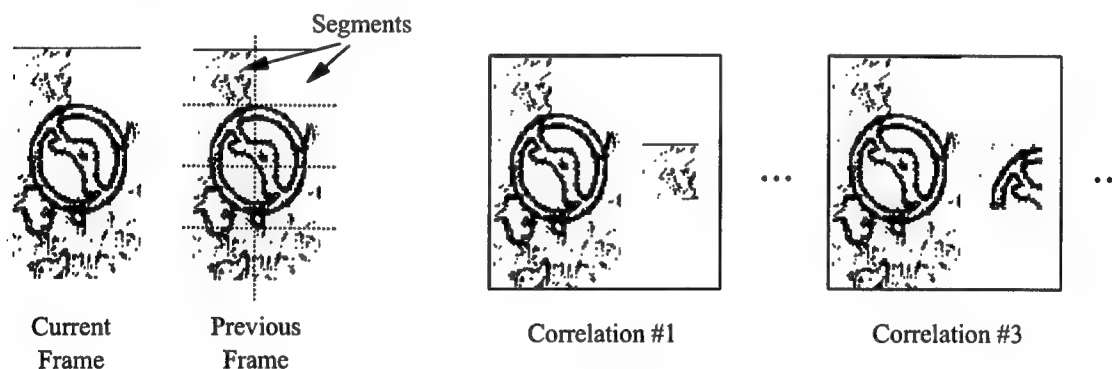 Segments
Current
Frame
Previous
Frame
Correlation #1
...
Correlation #3
..